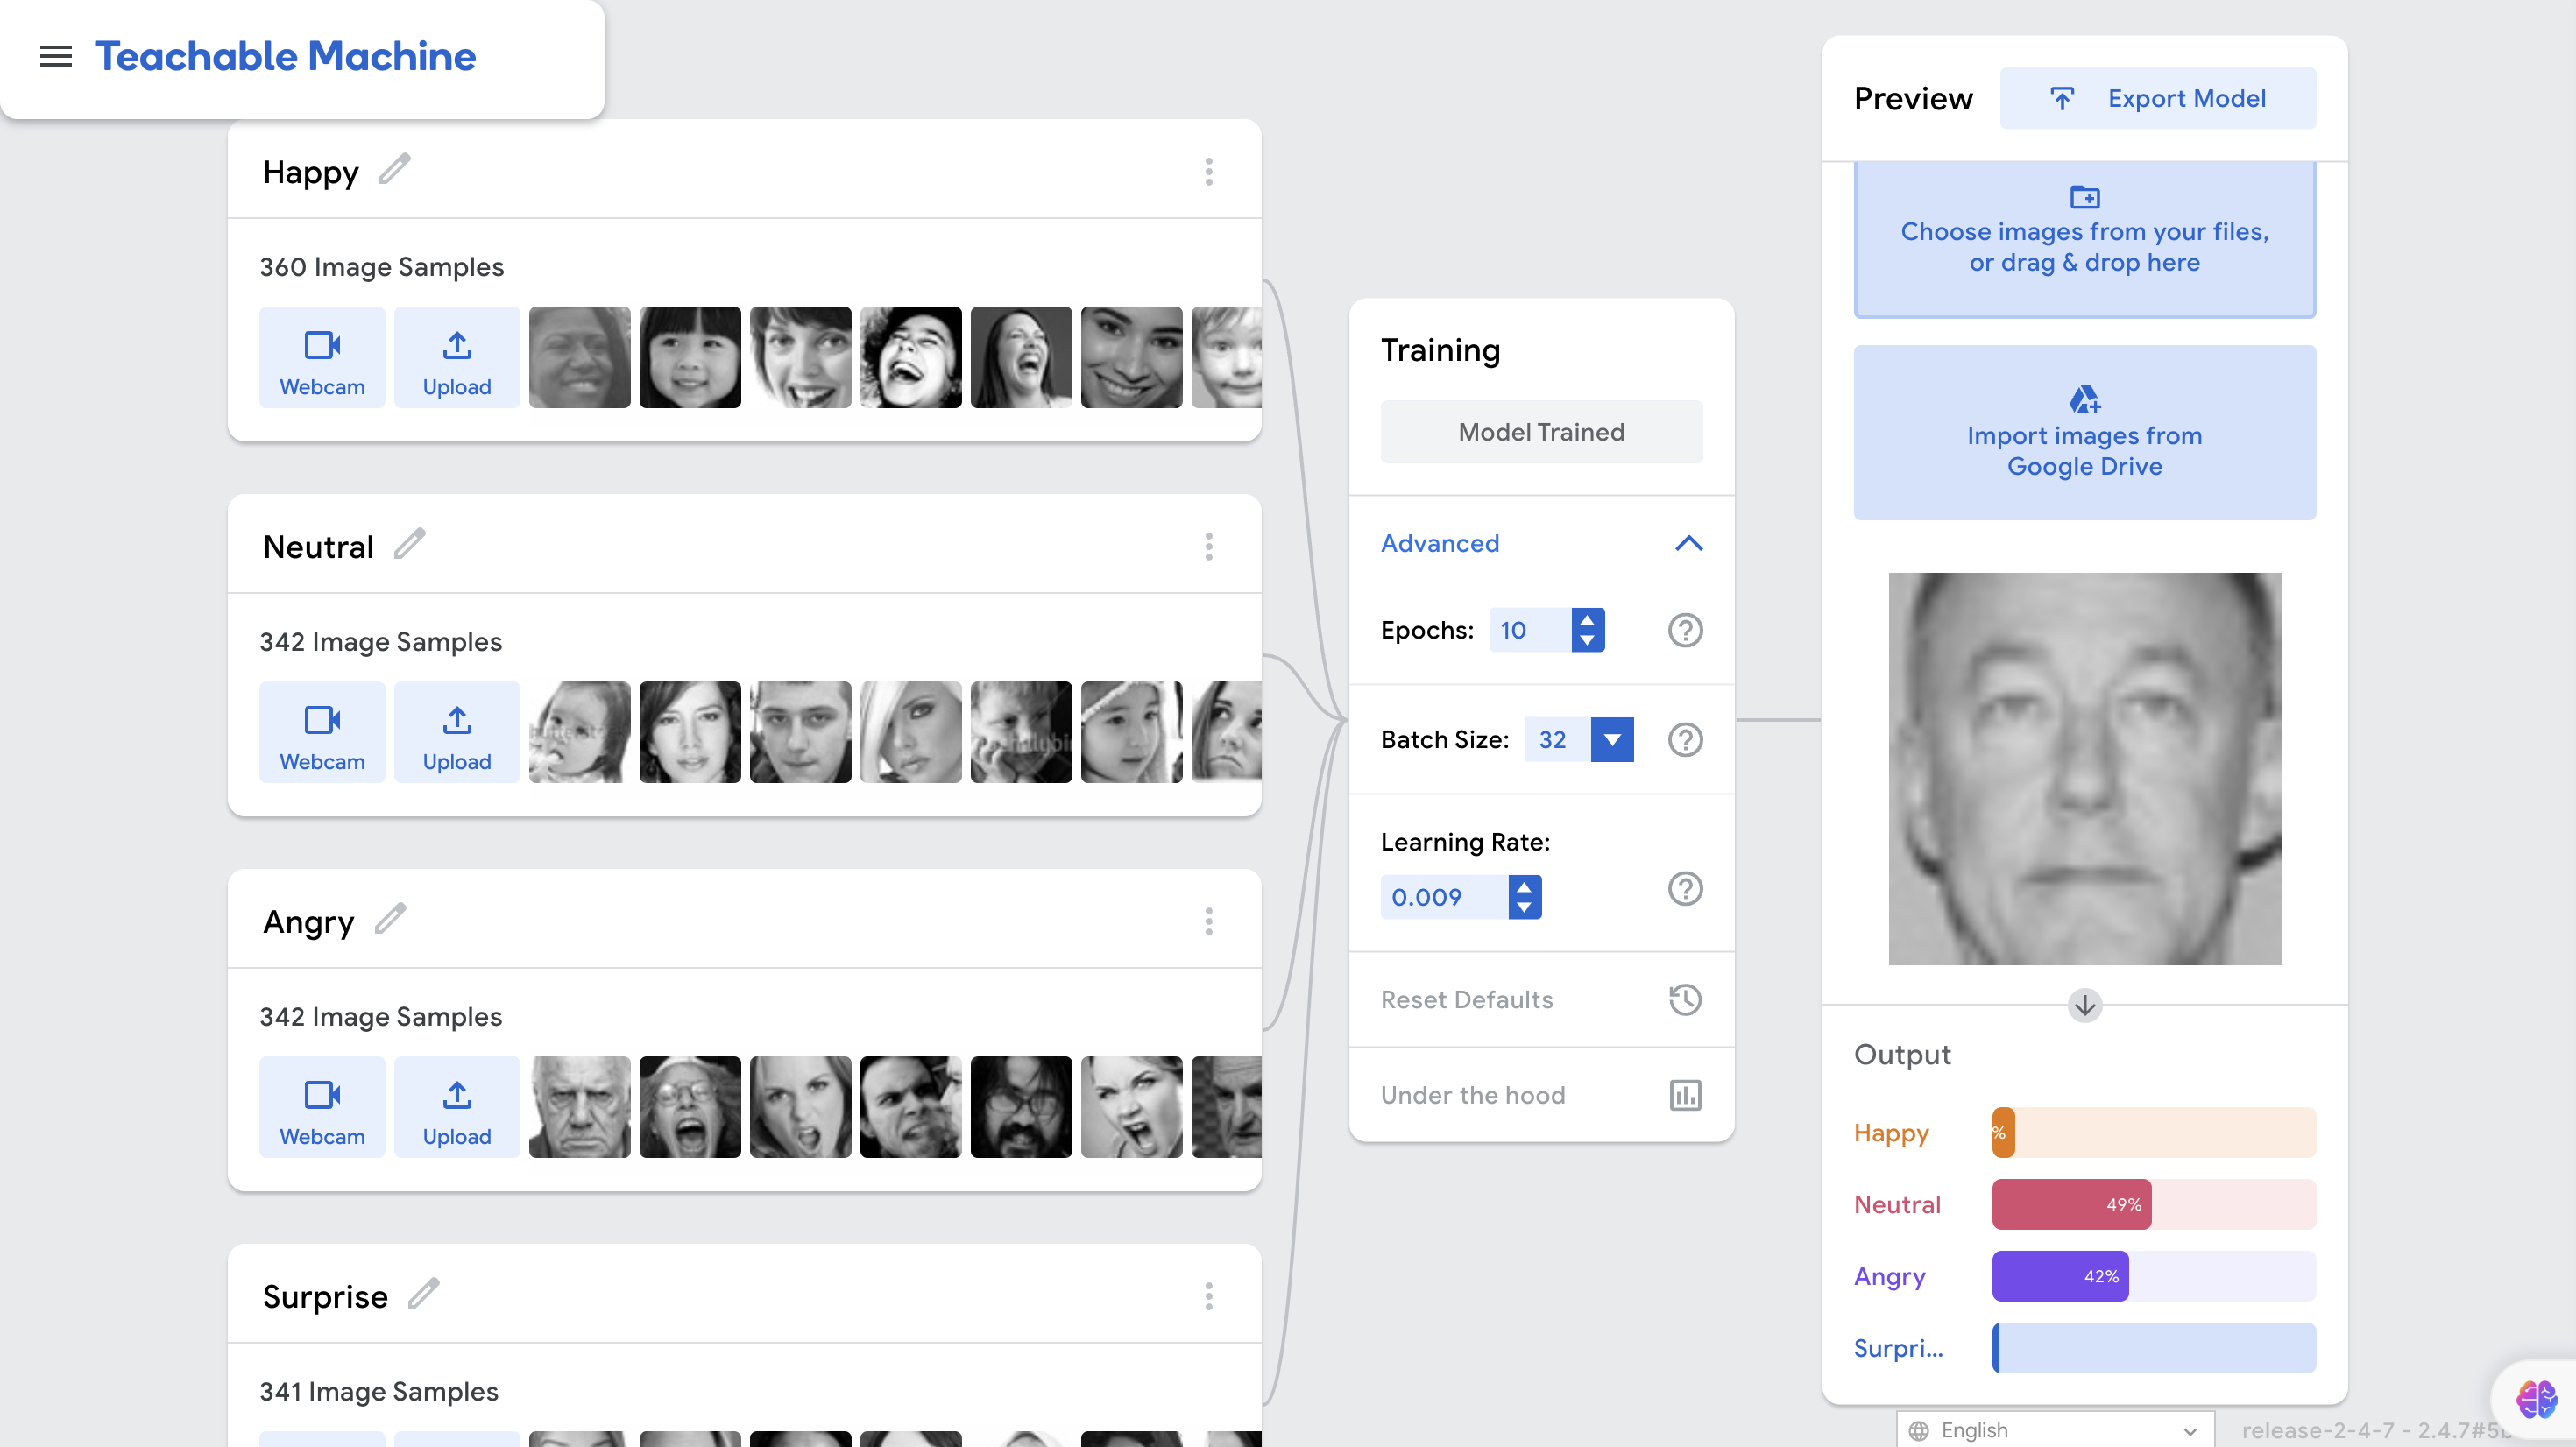 Teachable Machine
Happy
360 Image Samples
Webcam
Upload
Neutral
342 Image Samples
Webcam
Upload
Angry
342 Image Samples
Webcam
Upload
Surprise
341 Image Samples
Training
Model Trained
Advanced
Epochs: 10
Batch Size: 32
Learning Rate:
0.009
Reset Defaults
Under the hood
Preview
Export Model
Choose images from your files,
or drag & drop here
Import images from
Google Drive
Output
Happy %
Neutral 49%
Angry 42%
Surpri...
English
release-2-4-7 - 2.4.7#5